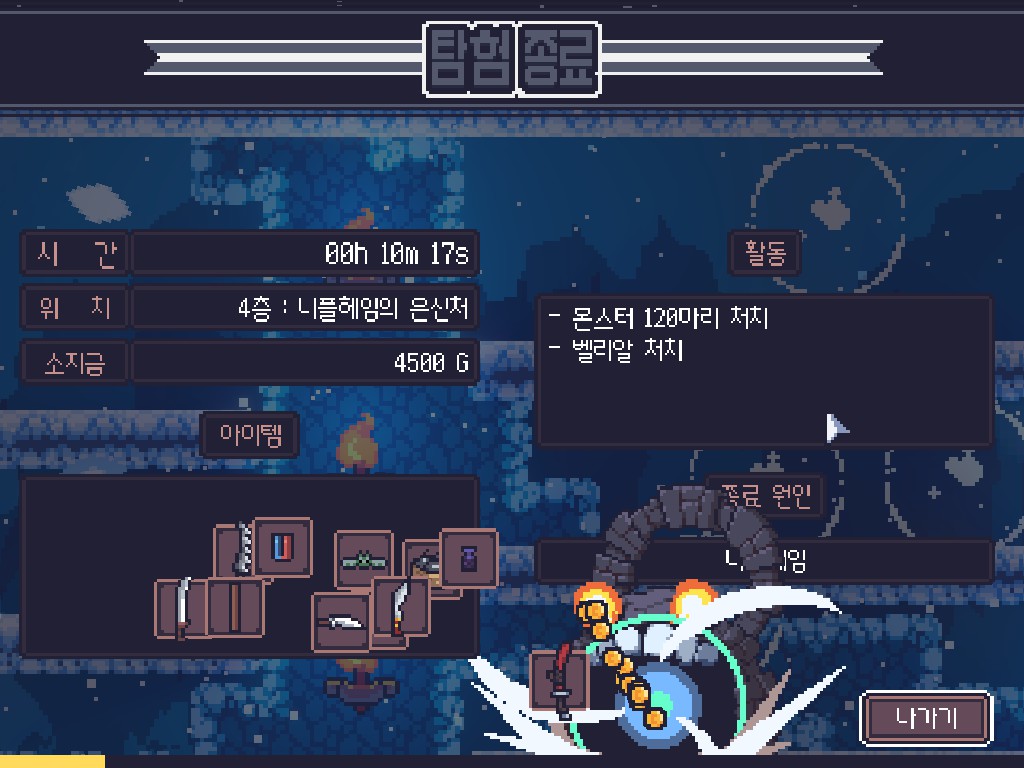 탐험 종료
시 간
00h 10m 17s
위 치
4층 : 니플헤임의 은신처
소지금
4500 G
아이템
활동
- 몬스터 120마리 처치
- 벨리알 처치
종료 원인
나가기